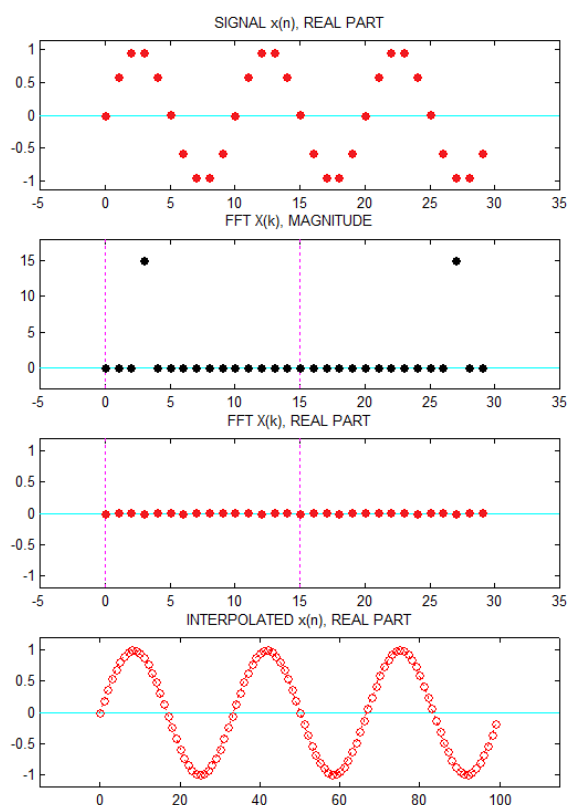 SIGNAL x(n), REAL PART
1
0.5
0
-0.5
-1
-5 0 5 10 15 20 25 30 35
FFT X(k), MAGNITUDE
15
10
5
0
-5 0 5 10 15 20 25 30 35
FFT X(k), REAL PART
1
0.5
0
-0.5
-1
-5 0 5 10 15 20 25 30 35
INTERPOLATED x(n), REAL PART
1
0.5
0
-0.5
-1
0 20 40 60 80 100